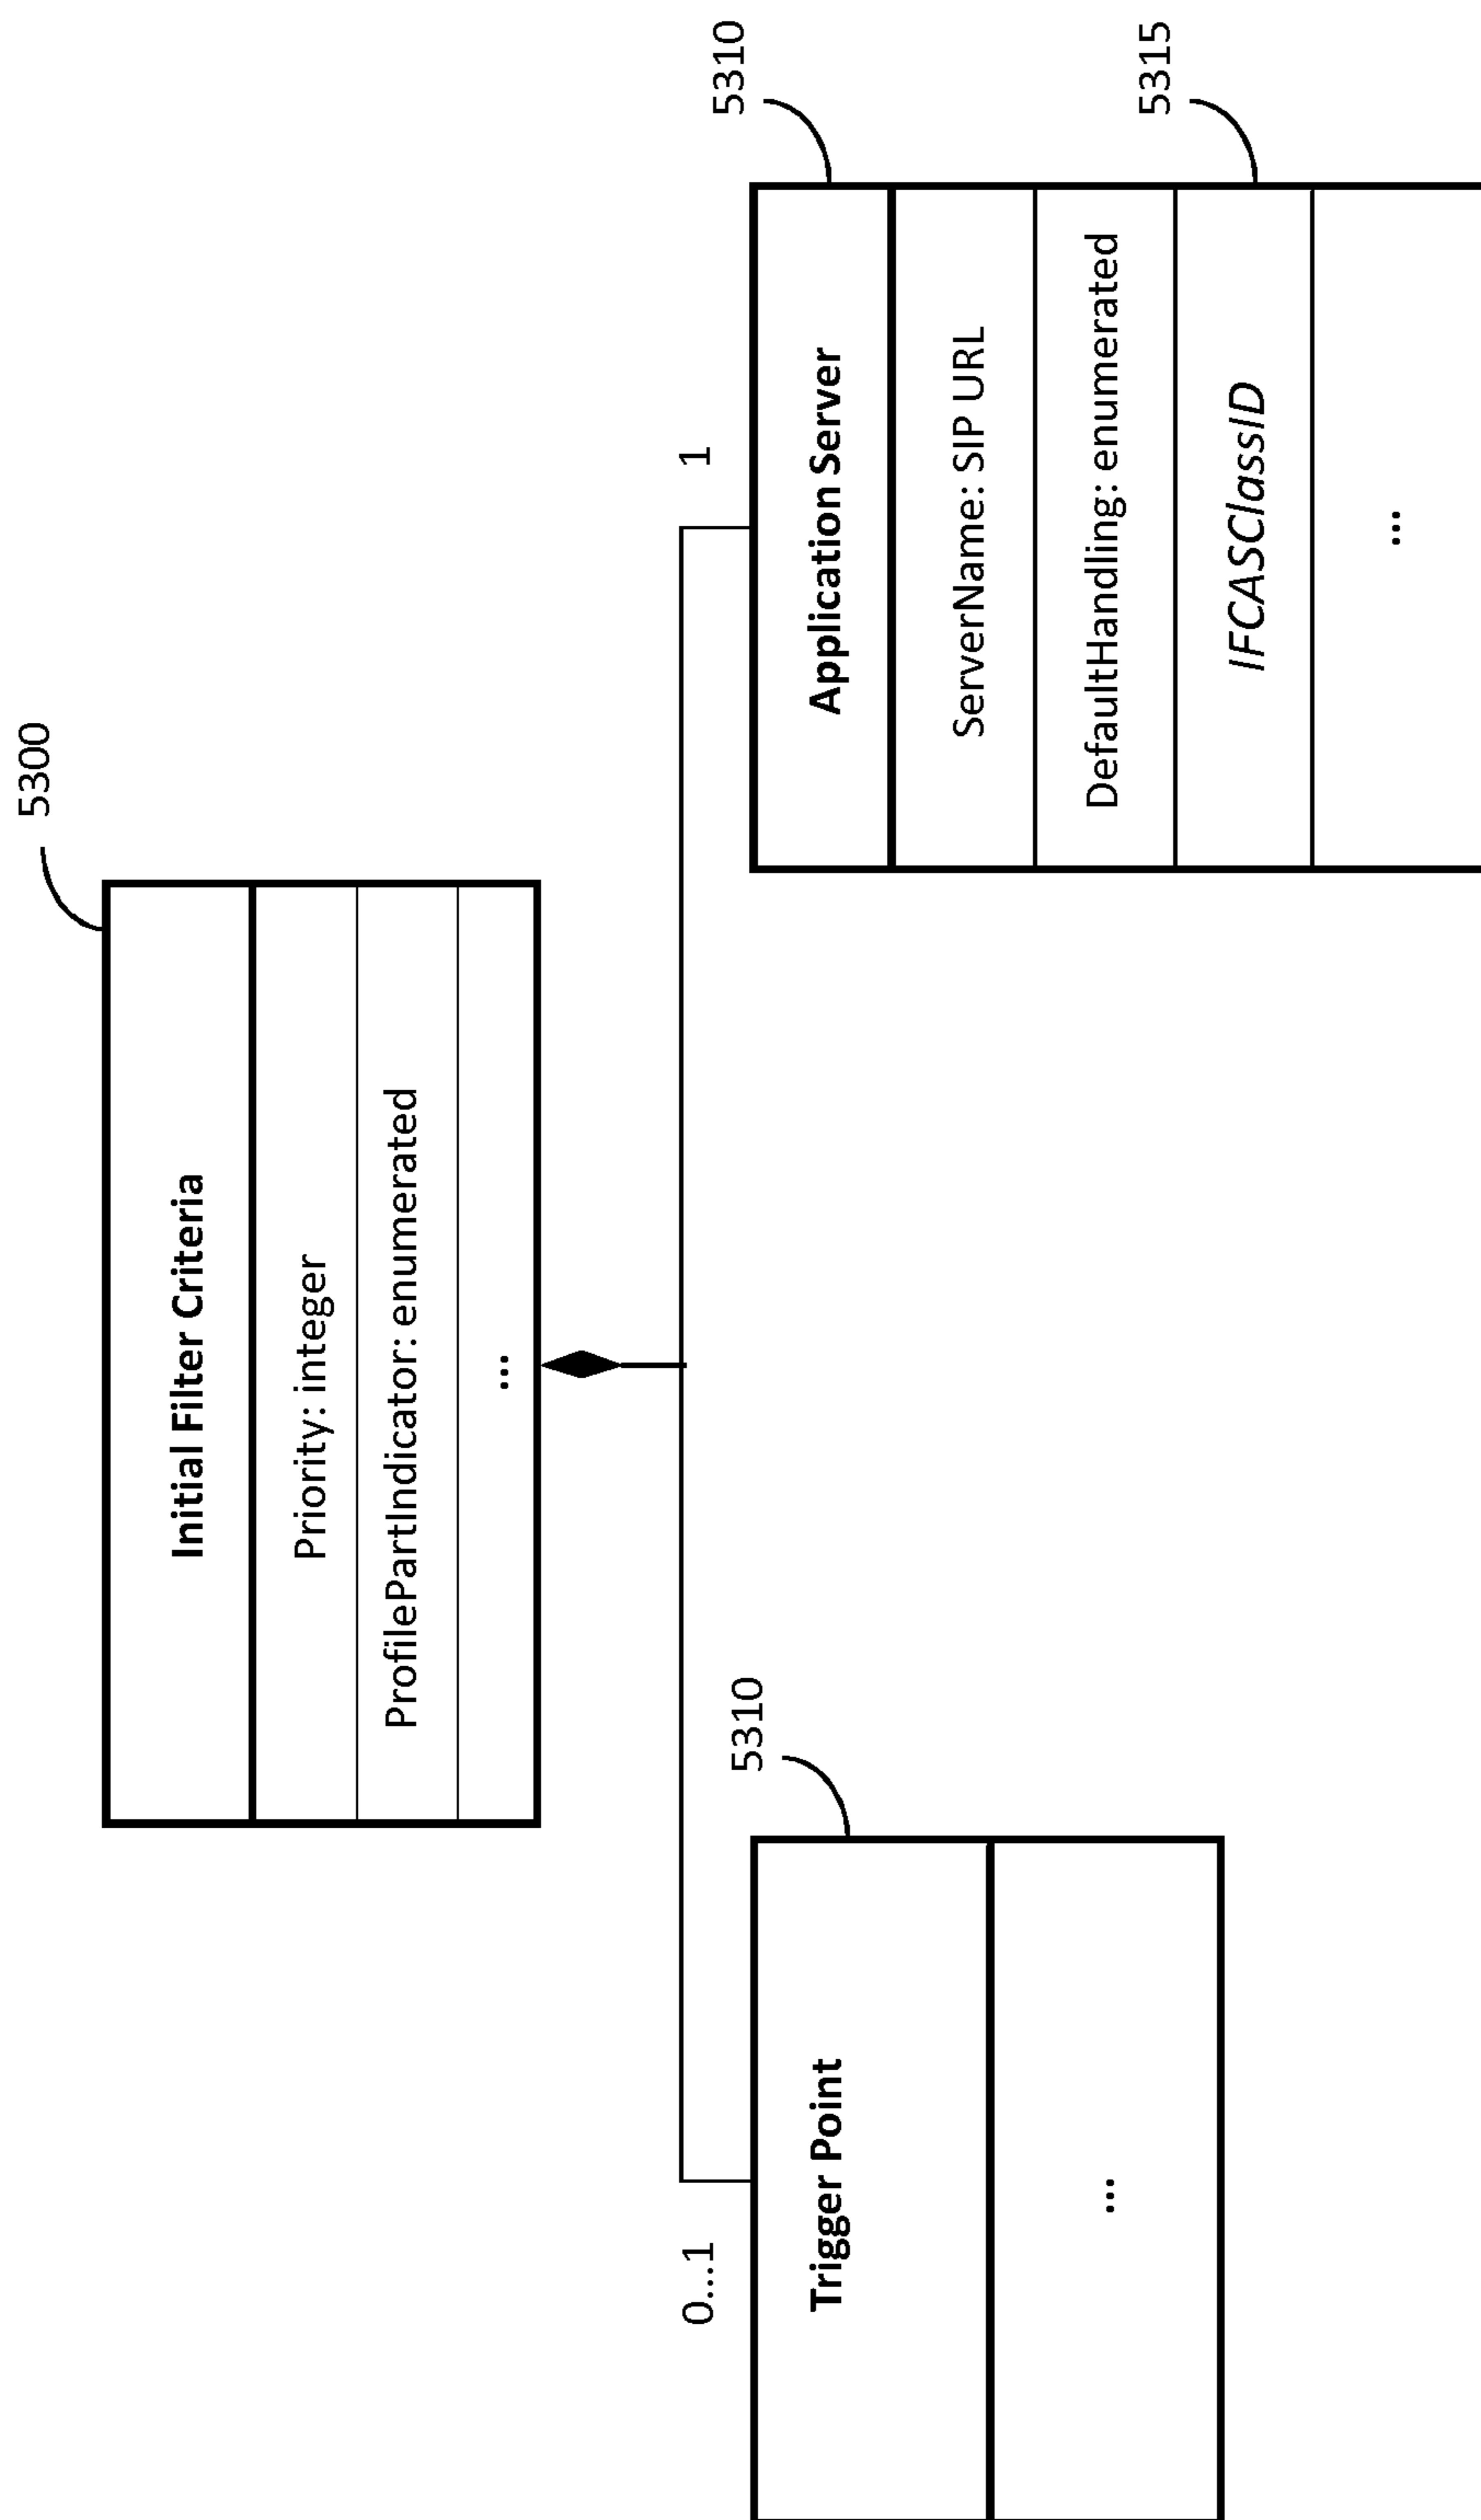 5300
Initial Filter Criteria
Priority: integer
ProfilePartIndicator: enumerated
...
0...1
1
5310
Trigger Point
...
5310
Application Server
ServerName: SIP URL
DefaultHandling: enumerated
IFCASClassID
5315
...